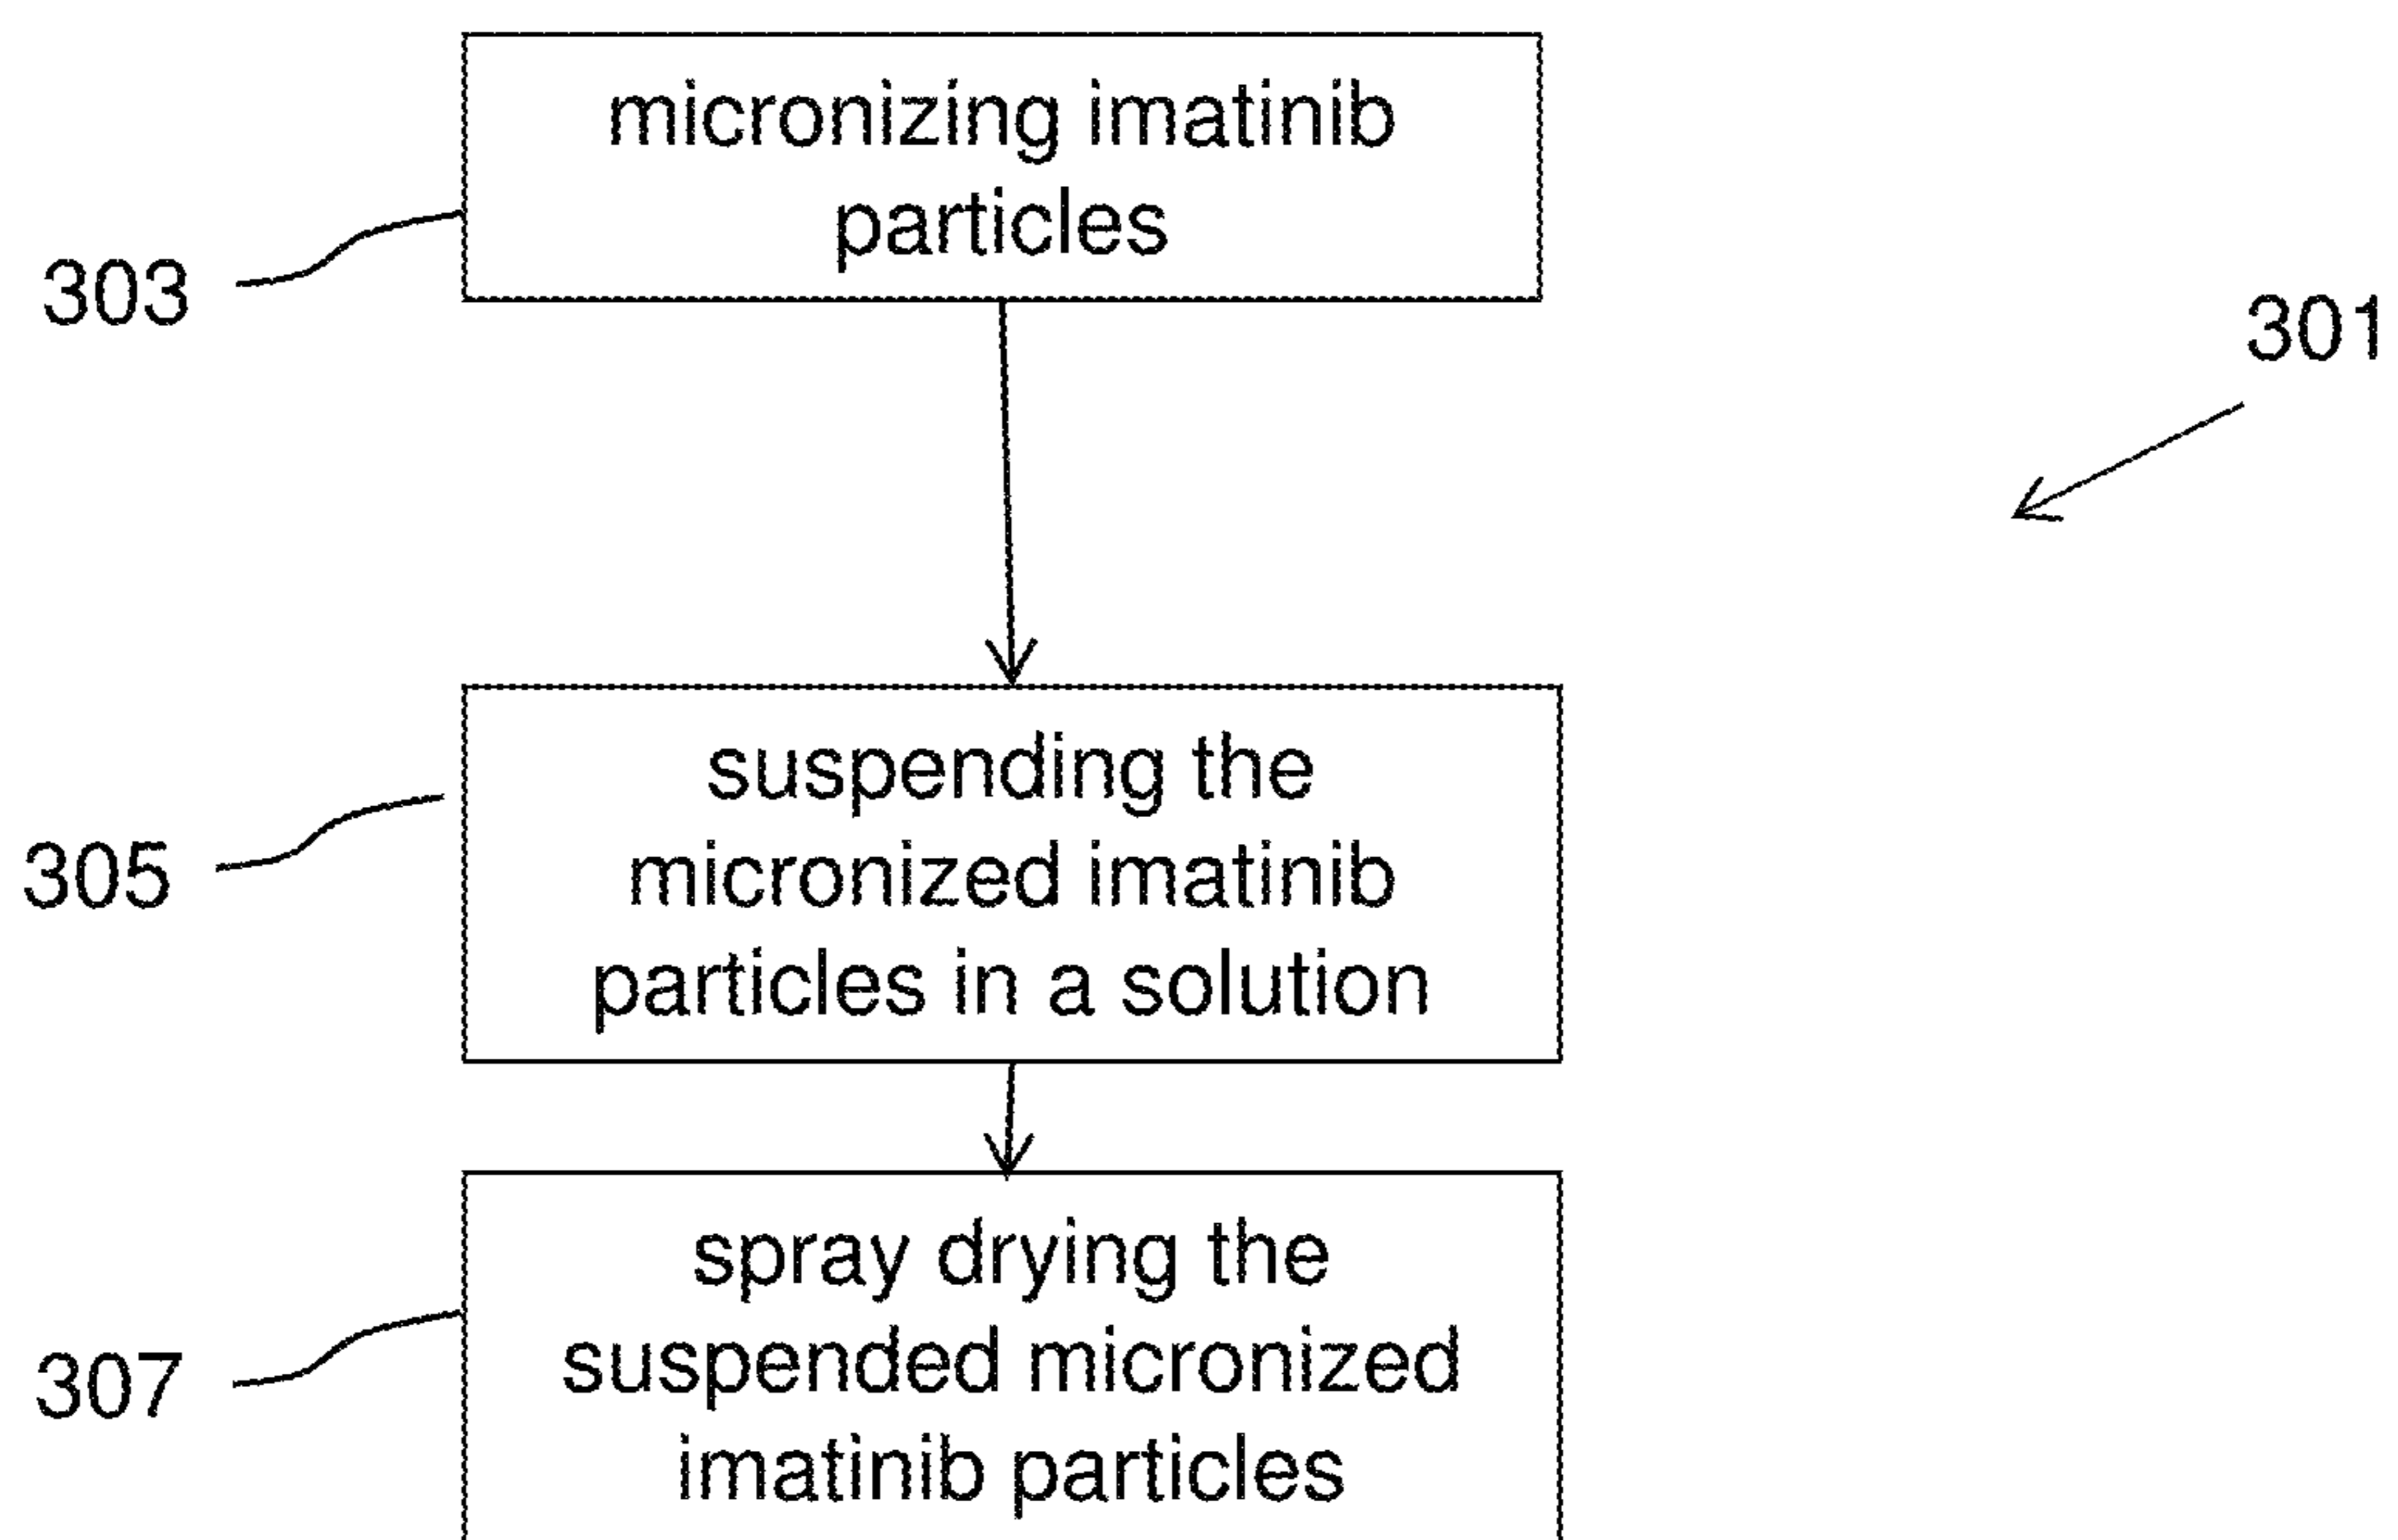 micronizing imatinib
particles
303
301
suspending the
micronized imatinib
particles in a solution
305
spray drying the
suspended micronized
imatinib particles
307